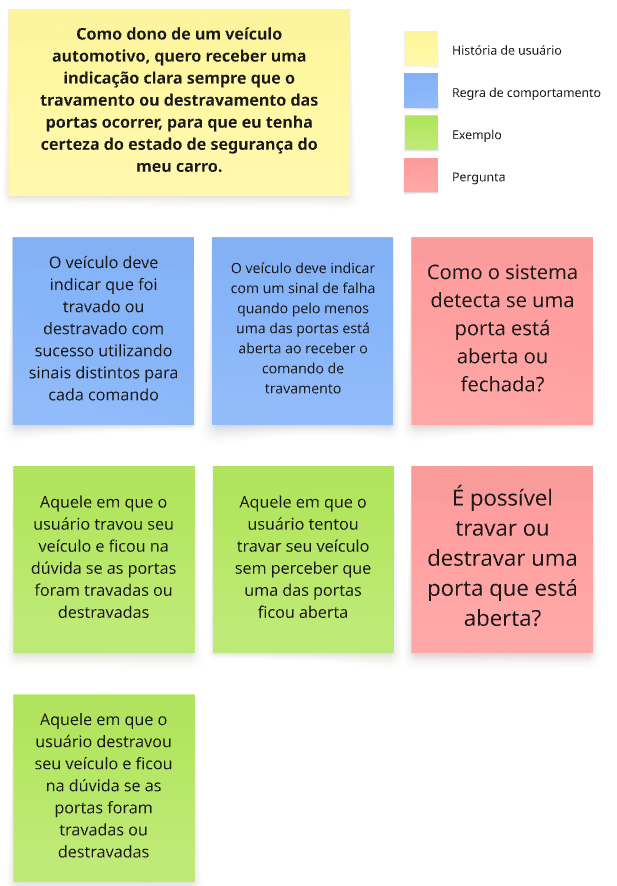 Como dono de um veículo
automotivo, quero receber uma
indicação clara sempre que o
travamento ou destravamento das
portas ocorrer, para que eu tenha
certeza do estado de segurança do
meu carro.
História de usuário
Regra de comportamento
Exemplo
Pergunta
O veículo deve
indicar que foi
travado ou
destravado com
sucesso utilizando
sinais distintos para
cada comando
O veículo deve indicar
com um sinal de falha
quando pelo menos
uma das portas está
aberta ao receber o
comando de
travamento
Como o sistema
detecta se uma
porta está
aberta ou
fechada?
Aquele em que o
usuário travou seu
veículo e ficou na
dúvida se as portas
foram travadas ou
destravadas
Aquele em que o
usuário tentou
travar seu veículo
sem perceber que
uma das portas
ficou aberta
É possível
travar ou
destravar uma
porta que está
aberta?
Aquele em que o
usuário destravou
seu veículo e ficou
na dúvida se as
portas foram
travadas ou
destravadas